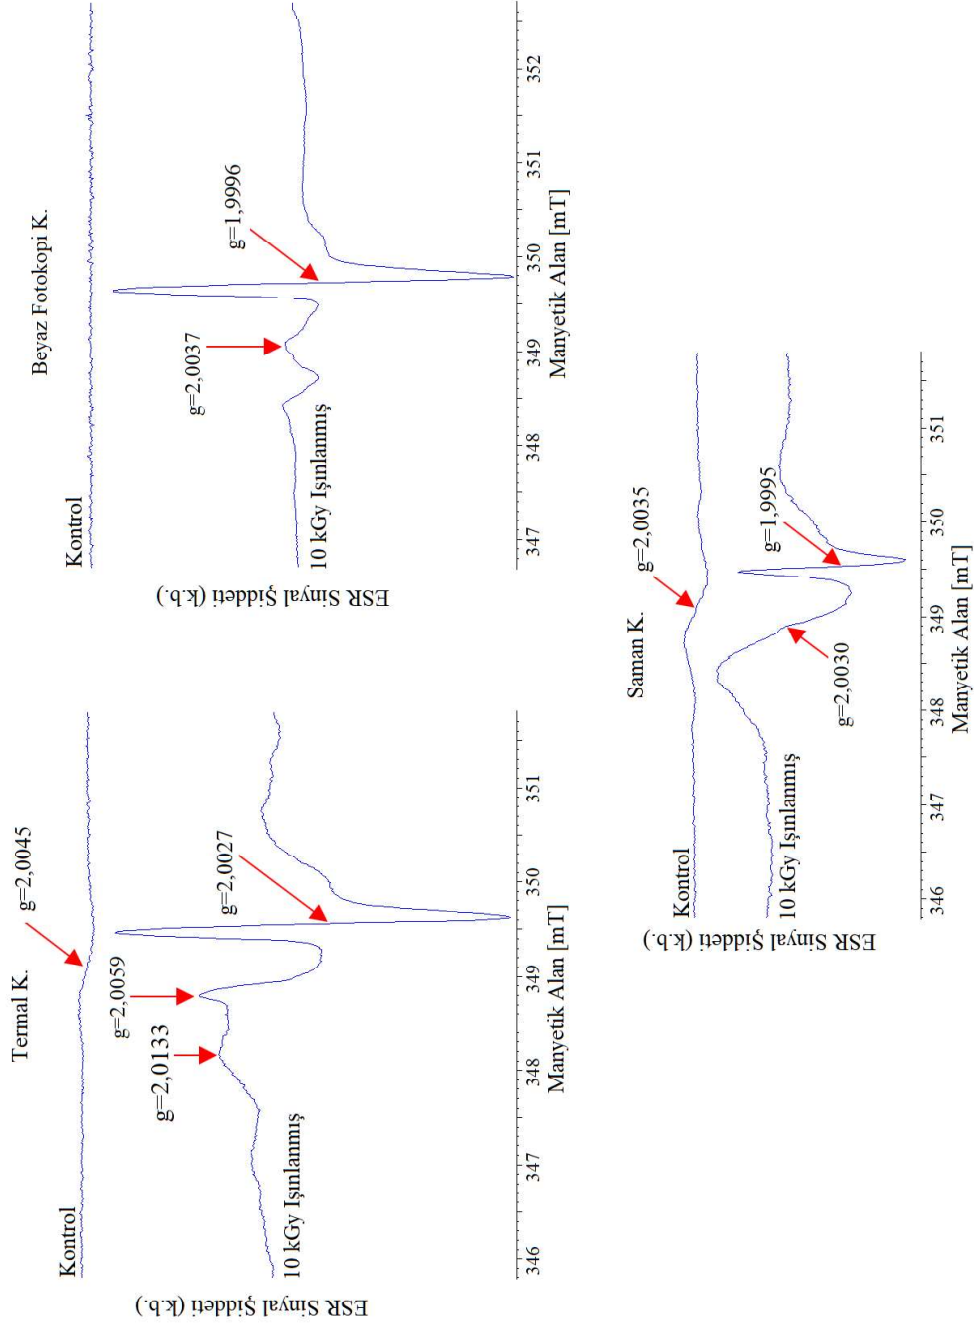 Termal K.
Kontrol
g=2,0045
g=2,0059
g=2,0133
g=2,0027
10 kGy Işınlanmış
ESR Sinyal Şiddeti (k.b.)
346 347 348 349 350 351
Manyetik Alan [mT]
Beyaz Fotokopi K.
Kontrol
g=2,0037
g=1,9996
10 kGy Işınlanmış
ESR Sinyal Şiddeti (k.b.)
347 348 349 350 351 352
Manyetik Alan [mT]
Saman K.
Kontrol
g=2,0035
g=1,9995
g=2,0030
10 kGy Işınlanmış
ESR Sinyal Şiddeti (k.b.)
346 347 348 349 350 351
Manyetik Alan [mT]